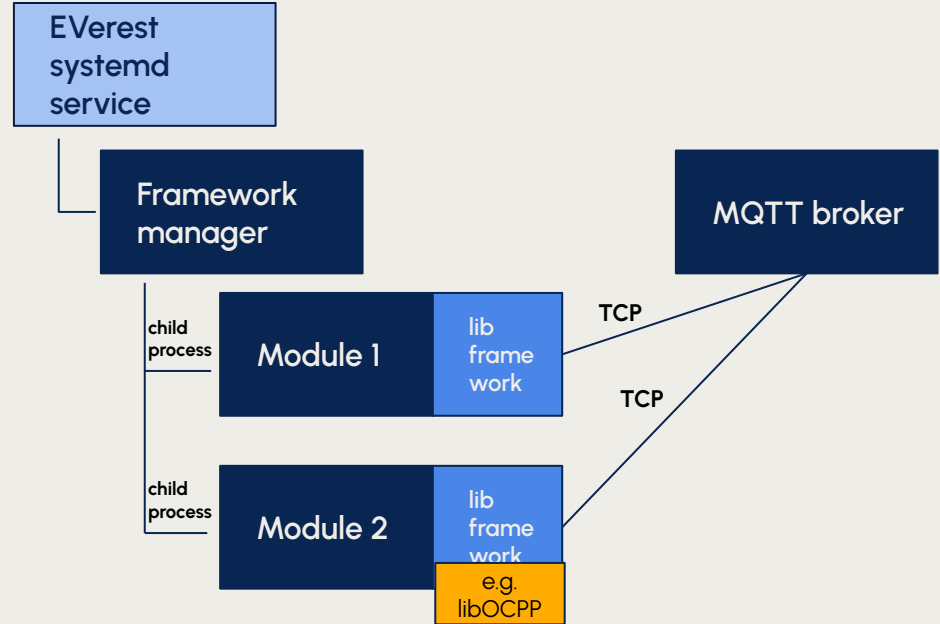 EVerest
systemd
service
Framework
manager
MQTT broker
child
process
Module 1
lib
frame
work
TCP
TCP
child
process
Module 2
lib
frame
work
e.g.
libOCPP